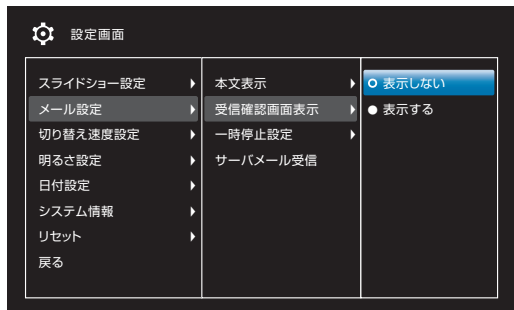 設定画面
スライドショー設定
メール設定
切り替え速度設定
明るさ設定
日付設定
システム情報
リセット
戻る
本文表示
受信確認画面表示
一時停止設定
サーバメール受信
表示しない
表示する